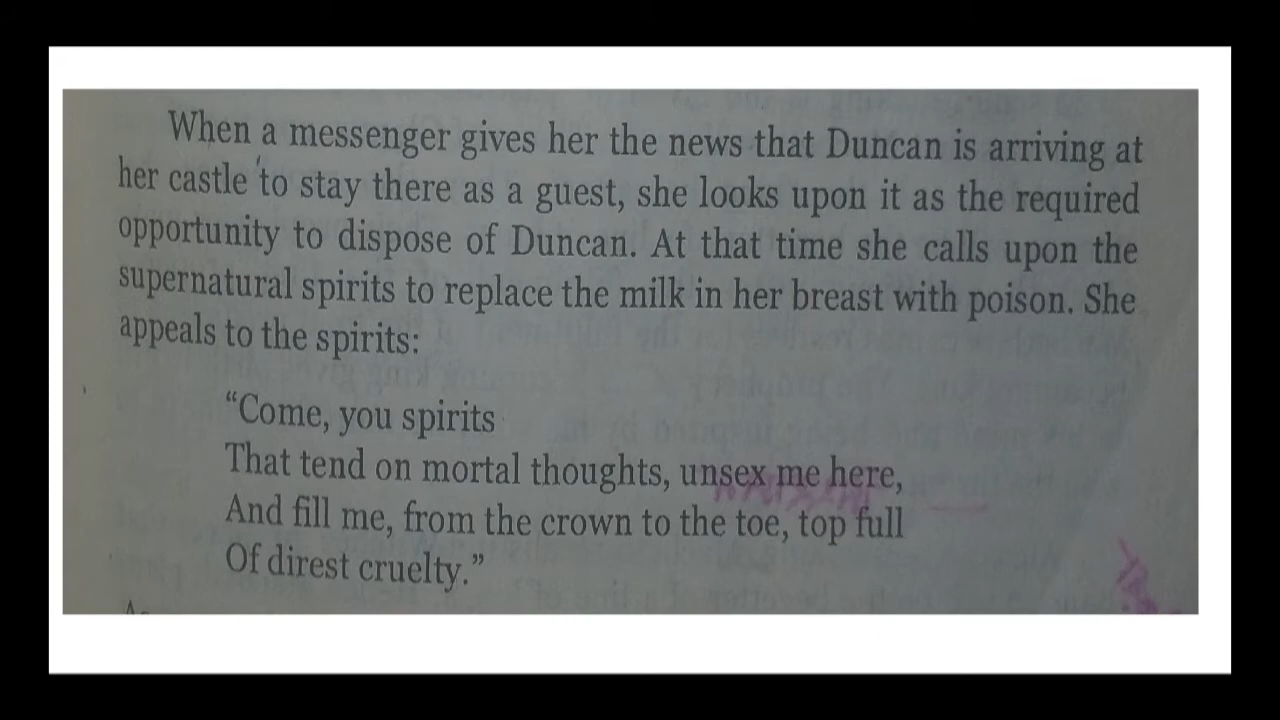 When a messenger gives her the news that Duncan is arriving at
her castle to stay there as a guest, she looks upon it as the required
opportunity to dispose of Duncan. At that time she calls upon the
supernatural spirits to replace the milk in her breast with poison. She
appeals to the spirits:
“Come, you spirits
That tend on mortal thoughts, unsex me here,
And fill me, from the crown to the toe, top full
Of direst cruelty.”